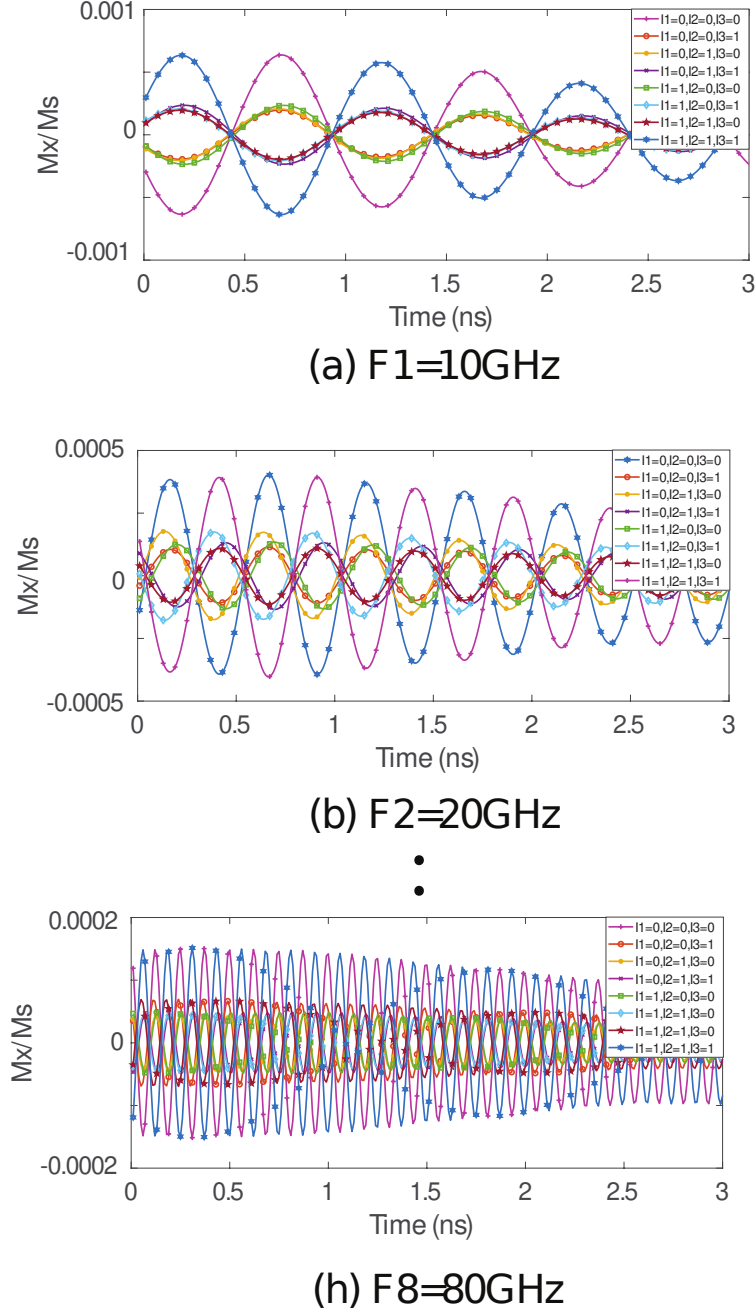 0.001
I1=0,I2=0,I3=0
I1=0,I2=0,I3=1
I1=0,I2=1,I3=0
I1=0,I2=1,I3=1
I1=1,I2=0,I3=0
I1=1,I2=0,I3=1
I1=1,I2=1,I3=0
I1=1,I2=1,I3=1
Mx/Ms
0
-0.001
0 0.5 1 1.5 2 2.5 3
Time (ns)
(a) F1=10GHz
0.0005
I1=0,I2=0,I3=0
I1=0,I2=0,I3=1
I1=0,I2=1,I3=0
I1=0,I2=1,I3=1
I1=1,I2=0,I3=0
I1=1,I2=0,I3=1
I1=1,I2=1,I3=0
I1=1,I2=1,I3=1
Mx/Ms
0
-0.0005
0 0.5 1 1.5 2 2.5 3
Time (ns)
(b) F2=20GHz
0.0002
I1=0,I2=0,I3=0
I1=0,I2=0,I3=1
I1=0,I2=1,I3=0
I1=0,I2=1,I3=1
I1=1,I2=0,I3=0
I1=1,I2=1,I3=0
I1=1,I2=1,I3=0
I1=1,I2=1,I3=1
Mx/Ms
0
-0.0002
0 0.5 1 1.5 2 2.5 3
Time (ns)
(h) F8=80GHz